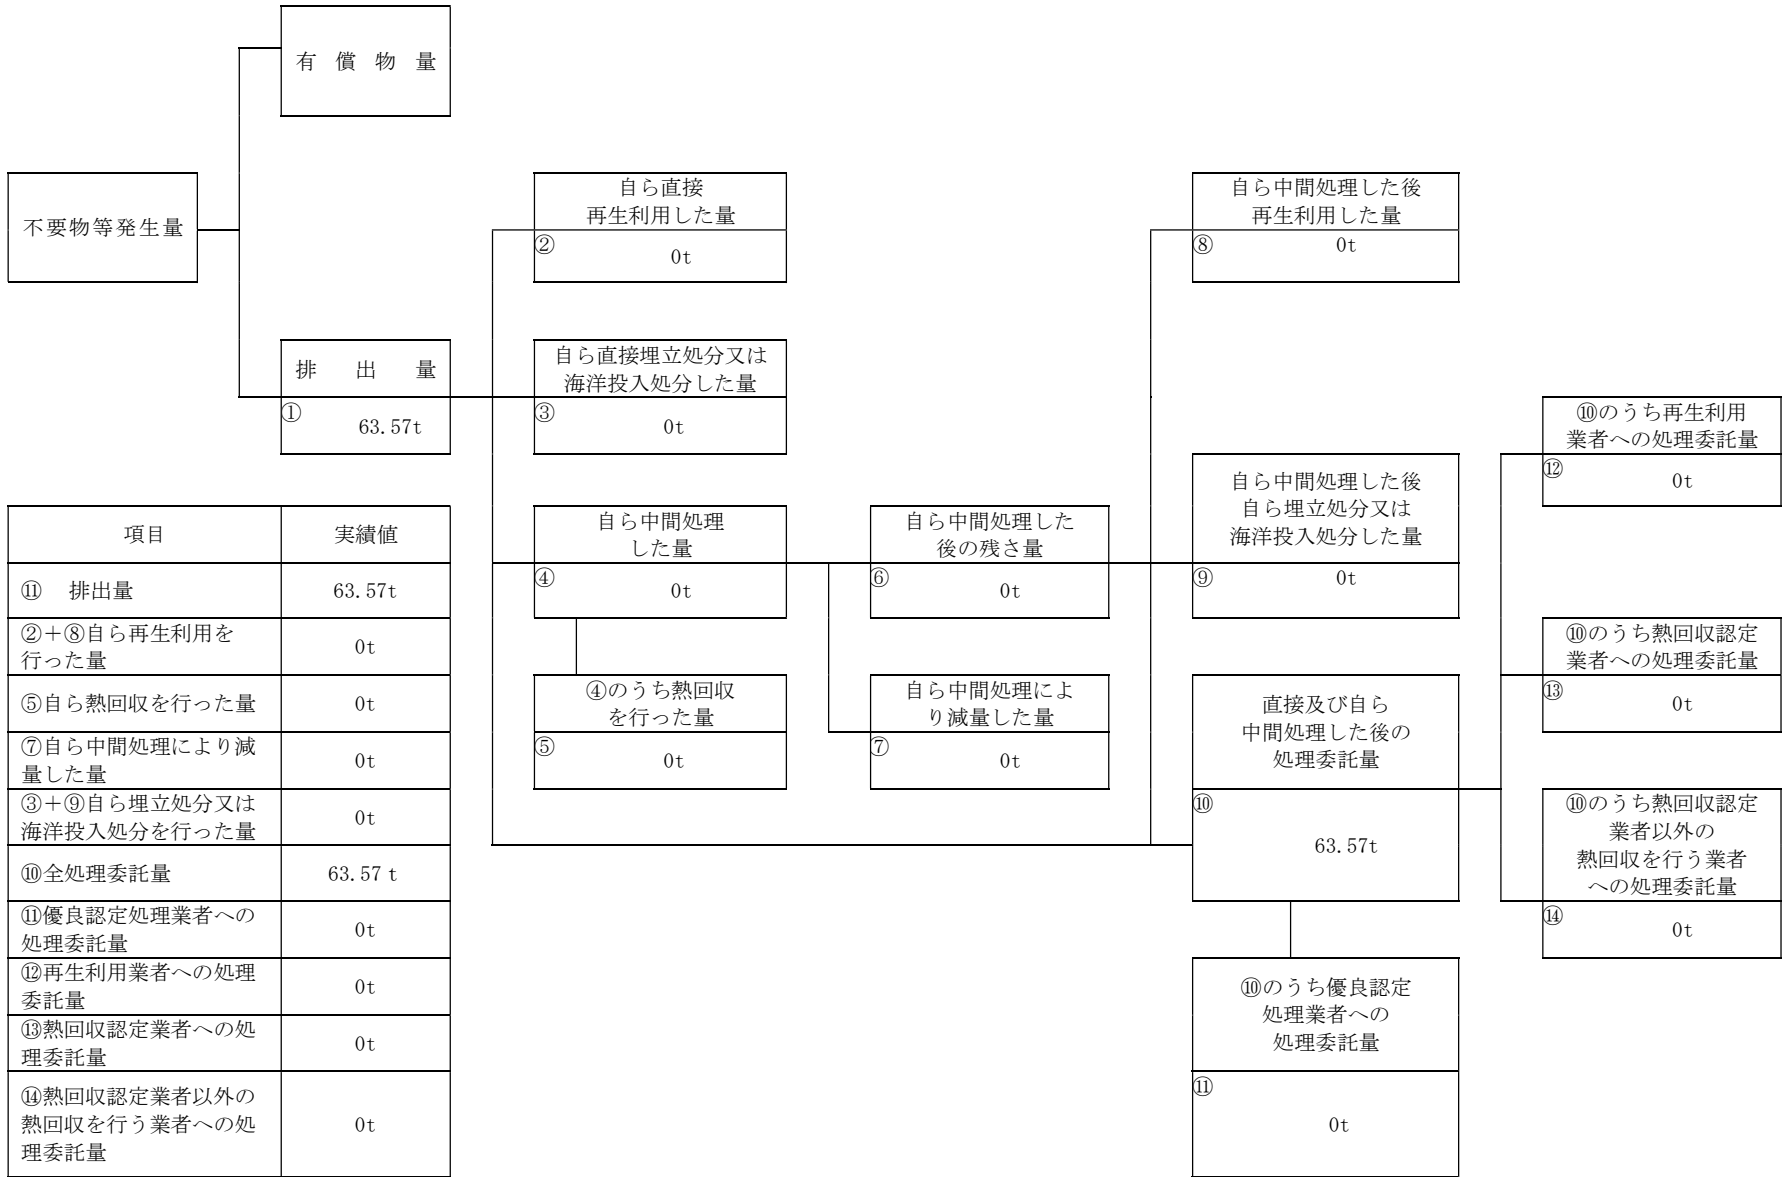 有 償 物 量
不要物等発生量
自ら直接
再生利用した量
②
0t
自ら中間処理した後
再生利用した量
⑧
0t
排 出 量
①
63.57t
自ら直接埋立処分又は
海洋投入処分した量
③
0t
⑩のうち再生利用
業者への処理委託量
⑫
0t
自ら中間処理
した量
④
0t
自ら中間処理した
後の残さ量
⑥
0t
自ら中間処理した後
自ら埋立処分又は
海洋投入処分した量
⑨
0t
⑩のうち熱回収認定
業者への処理委託量
⑬
0t
④のうち熱回収
を行った量
⑤
0t
自ら中間処理によ
り減量した量
⑦
0t
直接及び自ら
中間処理した後の
処理委託量
⑩
63.57t
⑩のうち熱回収認定
業者以外の
熱回収を行う業者
への処理委託量
⑭
0t
⑩のうち優良認定
処理業者への
処理委託量
⑪
0t
項目 実績値
⑪ 排出量 63.57t
②+⑧自ら再生利用を
行った量
0t
⑤自ら熱回収を行った量 0t
⑦自ら中間処理により減
量した量
0t
③+⑨自ら埋立処分又は
海洋投入処分を行った量
0t
⑩全処理委託量 63.57 t
⑪優良認定処理業者への
処理委託量
0t
⑫再生利用業者への処理
委託量
0t
⑬熱回収認定業者への処
理委託量
0t
⑭熱回収認定業者以外の
熱回収を行う業者への処
理委託量
0t